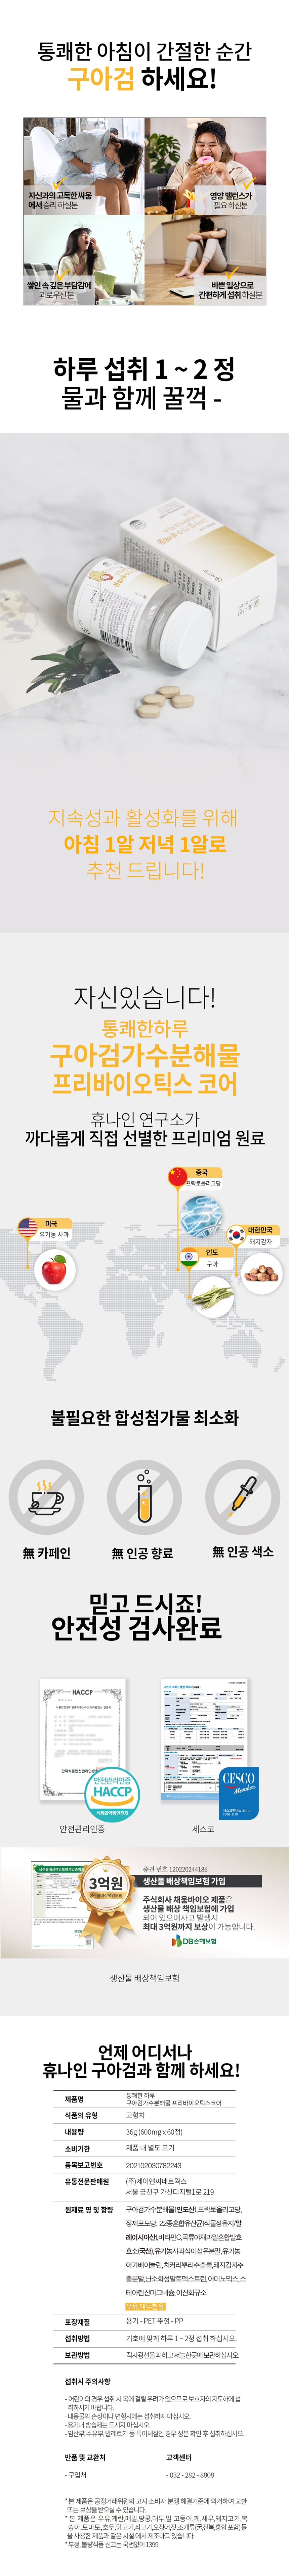 통쾌한 아침이 간절한 순간
구아검 하세요!
자신과의 고독한 싸움
에서 승리 하실분
영양 밸런스가
필요 하신분
쌓인 속 깊은 부담감에
괴로우신 분
바쁜 일상으로
간편하게 섭취 하실분
하루 섭취 1 ~ 2 정
물과 함께 꿀꺽 -
지속성과 활성화를 위해
아침 1알 저녁 1알로
추천 드립니다!
자신있습니다!
통쾌한하루
구아검가수분해물
프리바이오틱스 코어
휴나인 연구소가
까다롭게 직접 선별한 프리미엄 원료
중국
프락토올리고당
미국
유기농 사과
대한민국
돼지감자
인도
구아
불필요한 합성첨가물 최소화
無 카페인
無 인공 향료
無 인공 색소
믿고 드시죠!
안전성 검사완료
HACCP
안전관리인증
HACCP
식품의약품안전처
CESCO
Members
안전관리인증
세스코
증권 번호 120220244186
3억원
생산물 배상책임보험 가입
주식회사 채움바이오 제품은
생산물 배상 책임보험에 가입
되어 있으며사고 발생시
최대 3억원까지 보상이 가능합니다.
DB손해보험
생산물 배상책임보험
언제 어디서나
휴나인 구아검과 함께 하세요!
제품명
통쾌한 하루
구아검가수분해물 프리바이오틱스코어
식품의 유형
고형차
내용량
36g (600mg x 60정)
소비기한
제품 내 별도 표기
품목보고번호
202102030782243
유통전문판매원
(주)제이엔씨네트웍스
서울 금천구 가산디지털1로 219
원재료 명 및 함량
구아검가수분해물(인도산), 프락토올리고당,
정제포도당, 22종혼합유산균(식물성유지/말
레이시아산), 비타민C, 곡류야채과일혼합발효
효소(국산), 유기농사과식이섬유분말, 유기농
아가베이눌린, 치커리뿌리추출물, 돼지감자추
출분말, 난소화성말토덱스트린, 아미노믹스, 스
테아린산마그네슘, 이산화규소
우유,대두함유
포장재질
용기 - PET 뚜껑 - PP
섭취방법
기호에 맞게 하루 1 ~ 2정 섭취 하십시오.
보관방법
직사광선을 피하고 서늘한곳에 보관하십시오.
섭취시 주의사항
- 어린이의 경우 섭취 시 목에 걸릴 우려가 있으므로 보호자의 지도하에 섭
취하시기 바랍니다.
- 내용물의 손상이나 변형시에는 섭취하지 마십시오.
- 용기내 방습제는 드시지 마십시오.
- 임산부, 수유부, 알레르기 등 특이체질인 경우 성분 확인 후 섭취하십시오.
반품 및 교환처
고객센터
- 구입처
- 032 - 282 - 8808
* 본 제품은 공정거래위원회 고시 소비자 분쟁 해결기준에 의거하여 교환
또는 보상을 받으실 수 있습니다.
* 본 제품은 우유,계란,메밀,땅콩,대두,밀 고등어,게,새우,돼지고기,복
숭아,토마토,호두,닭고기,쇠고기,오징어,잣,조개류(굴,전복,홍합 포함) 등
을 사용한 제품과 같은 시설 에서 제조하고 있습니다.
* 부정, 불량식품 신고는 국번없이 1399